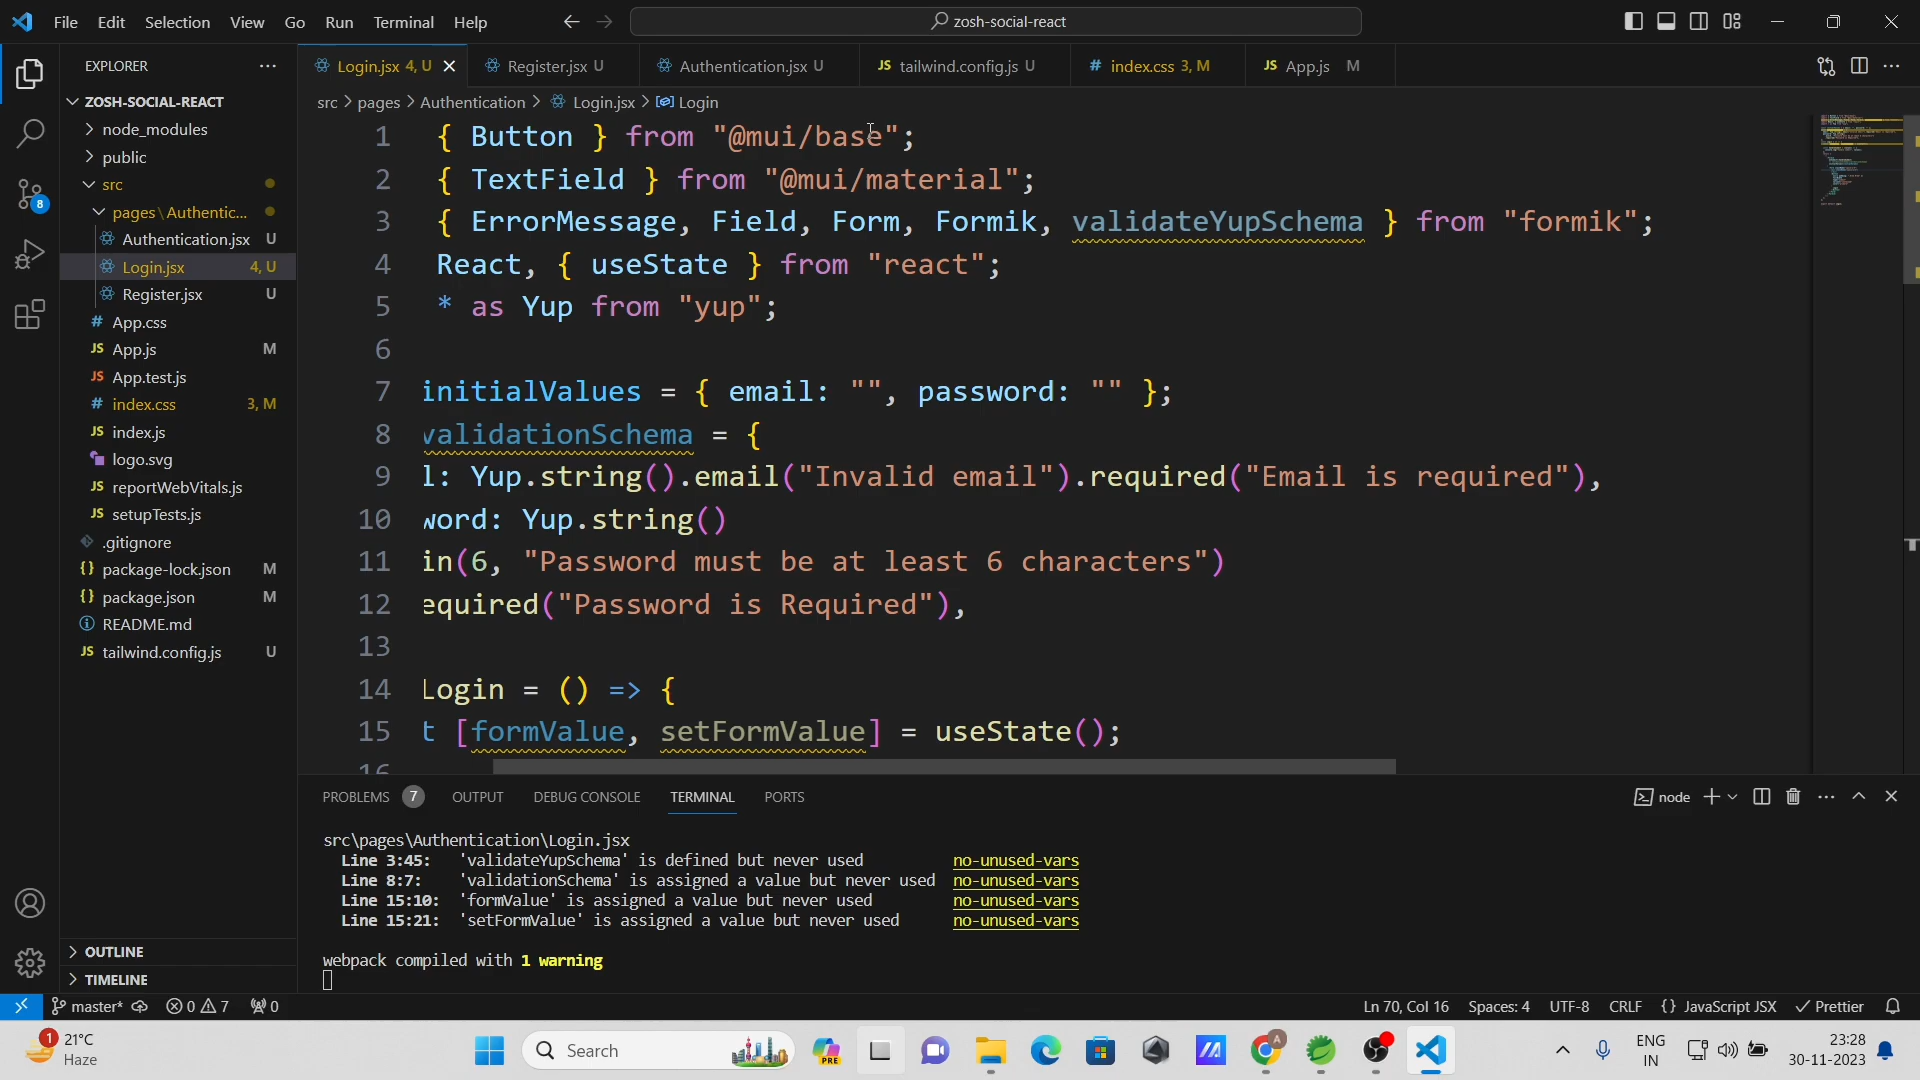 File Edit Selection View Go Run Terminal Help
zosh-social-react
EXPLORER
ZOSH-SOCIAL-REACT
node_modules
public
src
pages\Authentic...
Authentication.jsx U
Login.jsx 4, U
Register.jsx U
App.css
App.js M
App.test.js
index.css 3, M
index.js
logo.svg
reportWebVitals.js
setupTests.js
.gitignore
package-lock.json M
package.json M
README.md
tailwind.config.js U
OUTLINE
TIMELINE
8
Login.jsx 4, U
Register.jsx U
Authentication.jsx U
JS tailwind.config.js U
# index.css 3, M
JS App.js M
src > pages > Authentication > Login.jsx > Login
1 { Button } from "@mui/base";
2 { TextField } from "@mui/material";
3 { ErrorMessage, Field, Form, Formik, validateYupSchema } from "formik";
4 React, { useState } from "react";
5 * as Yup from "yup";
6
7 initialValues = { email: "", password: "" };
8 validationSchema = {
9 l: Yup.string().email("Invalid email").required("Email is required"),
10 word: Yup.string()
11 in(6, "Password must be at least 6 characters")
12 equired("Password is Required"),
13
14 Login = () => {
15 t [formValue, setFormValue] = useState();
16
PROBLEMS 7 OUTPUT DEBUG CONSOLE TERMINAL PORTS
node
src\pages\Authentication\Login.jsx
Line 3:45: 'validateYupSchema' is defined but never used no-unused-vars
Line 8:7: 'validationSchema' is assigned a value but never used no-unused-vars
Line 15:10: 'formValue' is assigned a value but never used no-unused-vars
Line 15:21: 'setFormValue' is assigned a value but never used no-unused-vars
webpack compiled with 1 warning
master* 0 7 0
Ln 70, Col 16 Spaces: 4 UTF-8 CRLF {} JavaScript JSX Prettier
1 21°C
Haze
Search
PRE
A
ENG
IN
23:28
30-11-2023